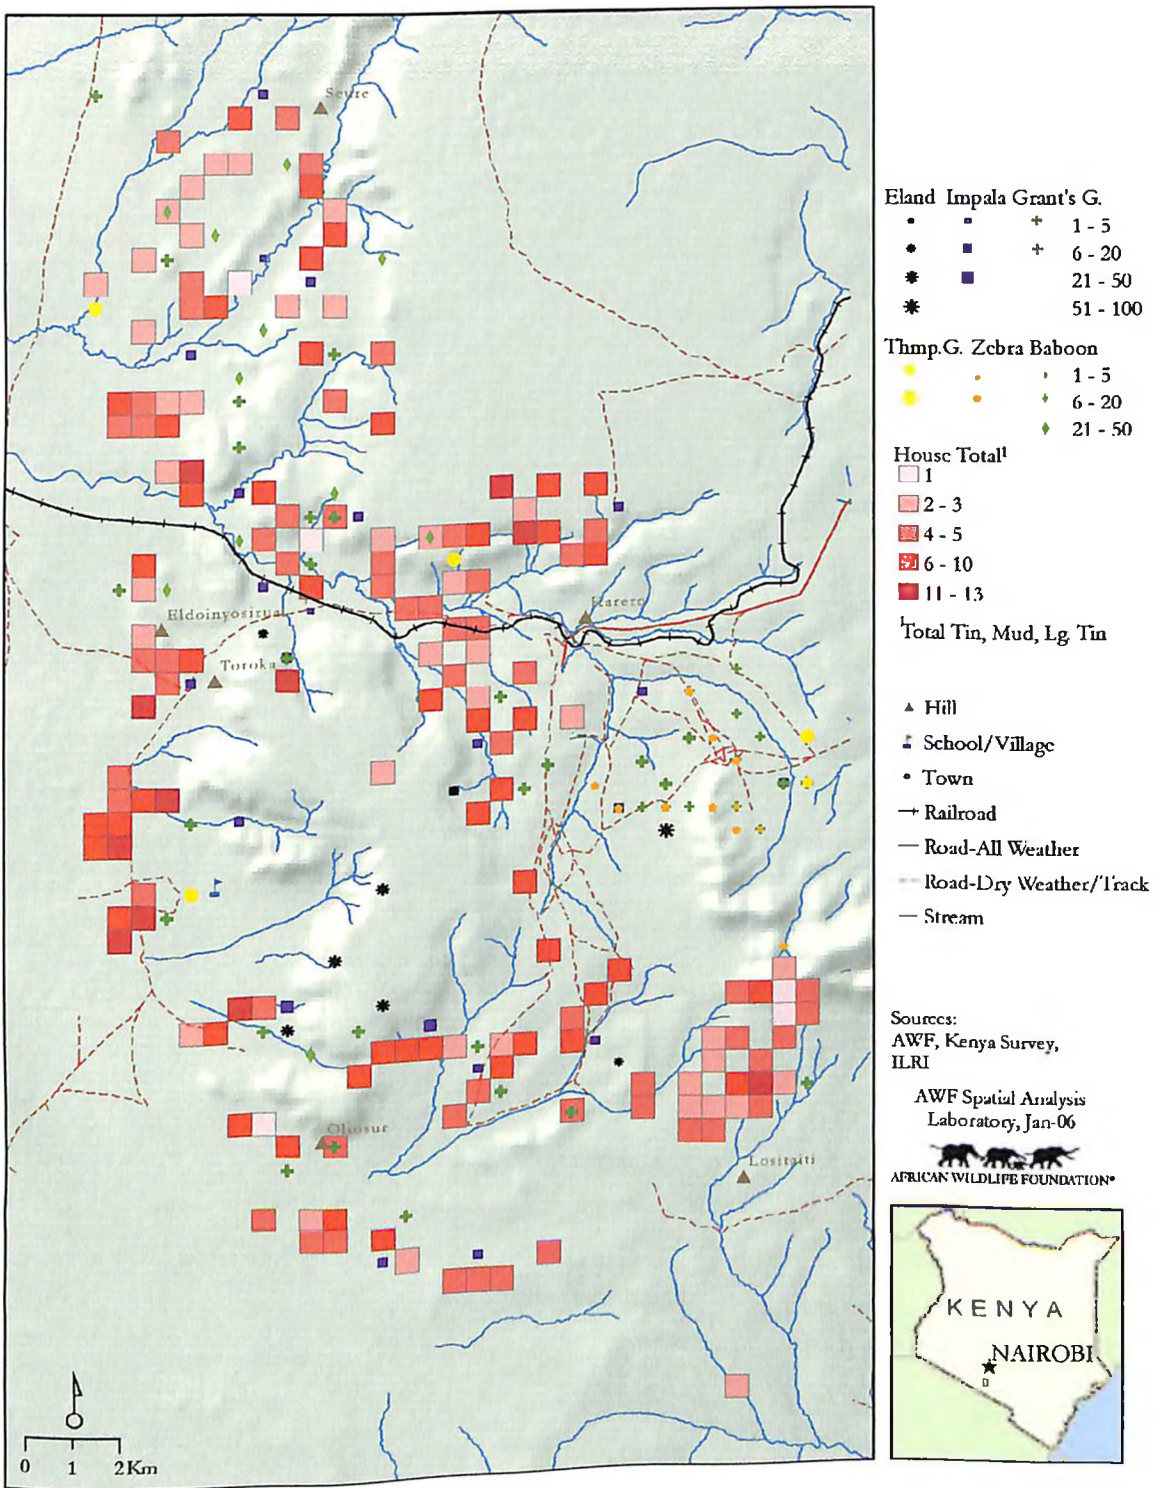 Seure
Eldoinyosirua
Toroka
Karero
Oliosur
Lositaiti
0 1 2Km
Eland Impala Grant's G.
1 - 5
6 - 20
21 - 50
51 - 100
Thmp.G. Zebra Baboon
1 - 5
6 - 20
21 - 50
House Total¹
1
2 - 3
4 - 5
6 - 10
11 - 13
¹Total Tin, Mud, Lg. Tin
Hill
School/Village
Town
Railroad
Road-All Weather
Road-Dry Weather/Track
Stream
Sources:
AWF, Kenya Survey,
ILRI
AWF Spatial Analysis
Laboratory, Jan-06
AFRICAN WILDLIFE FOUNDATION®
KENYA
NAIROBI